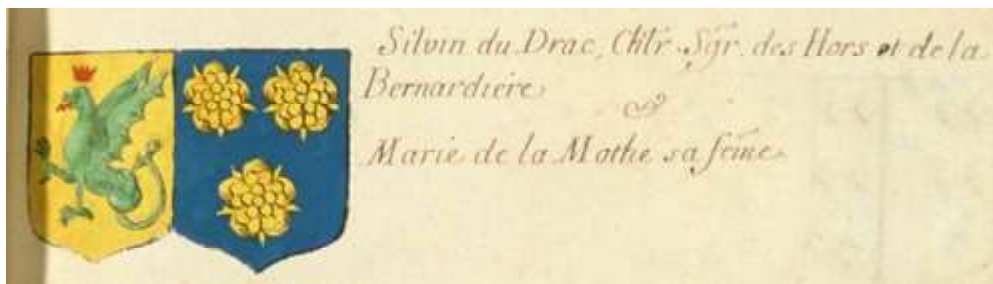 Silvin du Drac, Chlr. Sgr. des Hors et de la
Bernardiere
&
Marie de la Mothe sa feme